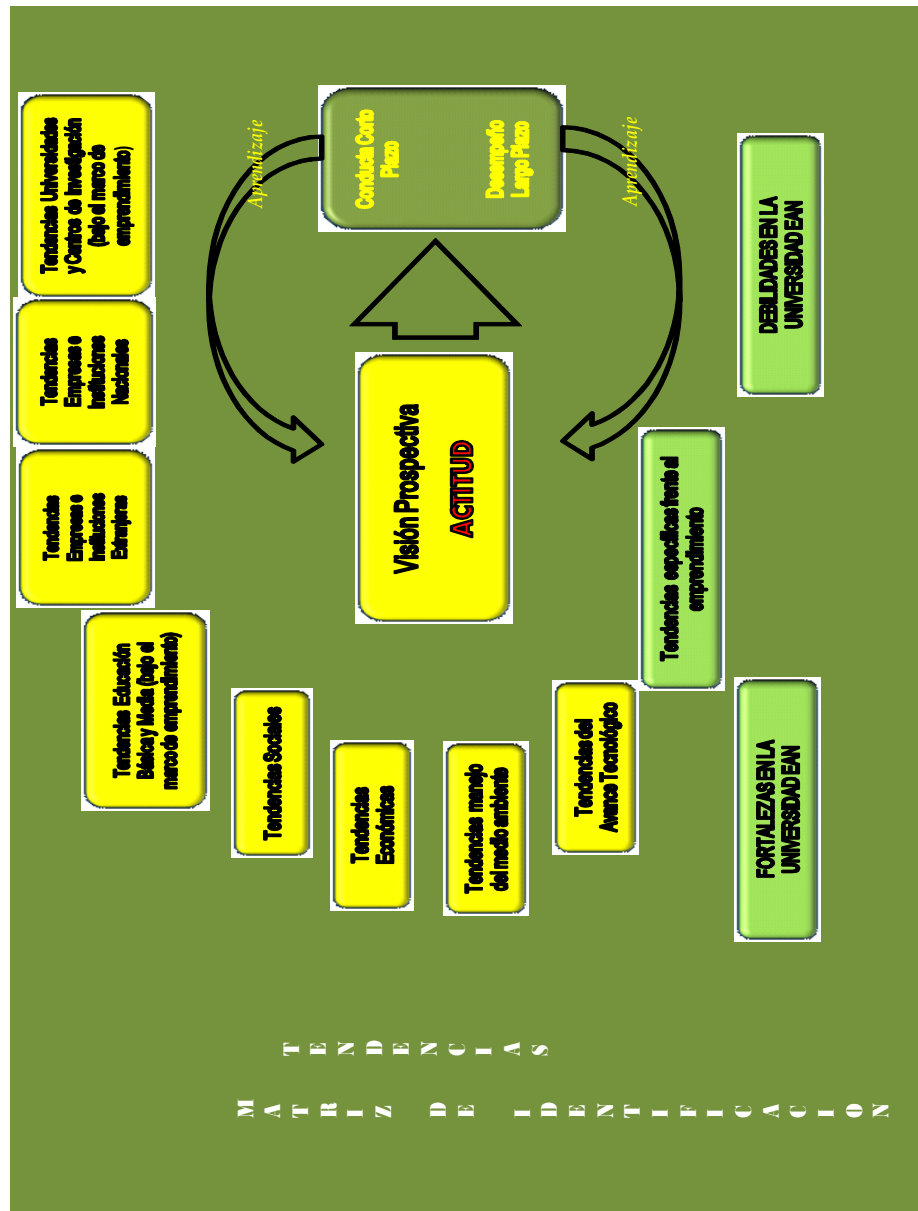 MATRIZ DE IDENTIFICACION
TENDENCIAS
Tendencias Educación
Básica y Media (bajo el
marco de emprendimiento)
Tendencias
Empresas e
Instituciones
Extranjeras
Tendencias
Empresas e
Instituciones
Nacionales
Tendencias Universidades
y Centros de Investigación
(bajo el marco de
emprendimiento)
Tendencias Sociales
Tendencias
Económicas
Tendencias manejo
del medio ambiente
Tendencias del
Avance Tecnológico
Visión Prospectiva
ACTITUD
Aprendizaje
Conducta Corto
Plazo
Desempeño
Largo Plazo
Aprendizaje
Tendencias específicas frente al
emprendimiento
FORTALEZAS EN LA
UNIVERSIDAD EAN
DEBILIDADES EN LA
UNIVERSIDAD EAN